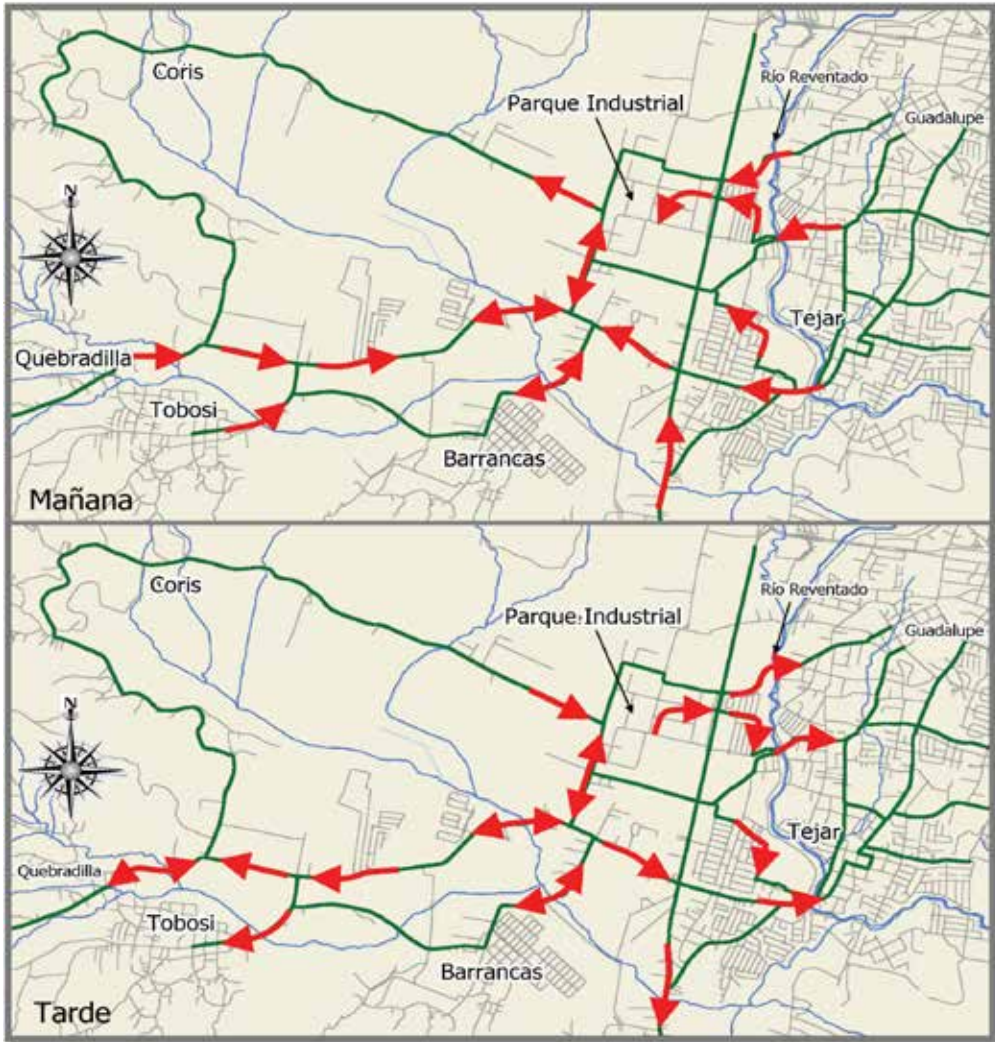 Coris
Río Reventado
Parque Industrial
Guadalupe
N
Tejar
Quebradilla
Tobosi
Barrancas
Mañana
Coris
Río Reventado
Parque Industrial
Guadalupe
N
Tejar
Quebradilla
Tobosi
Barrancas
Tarde